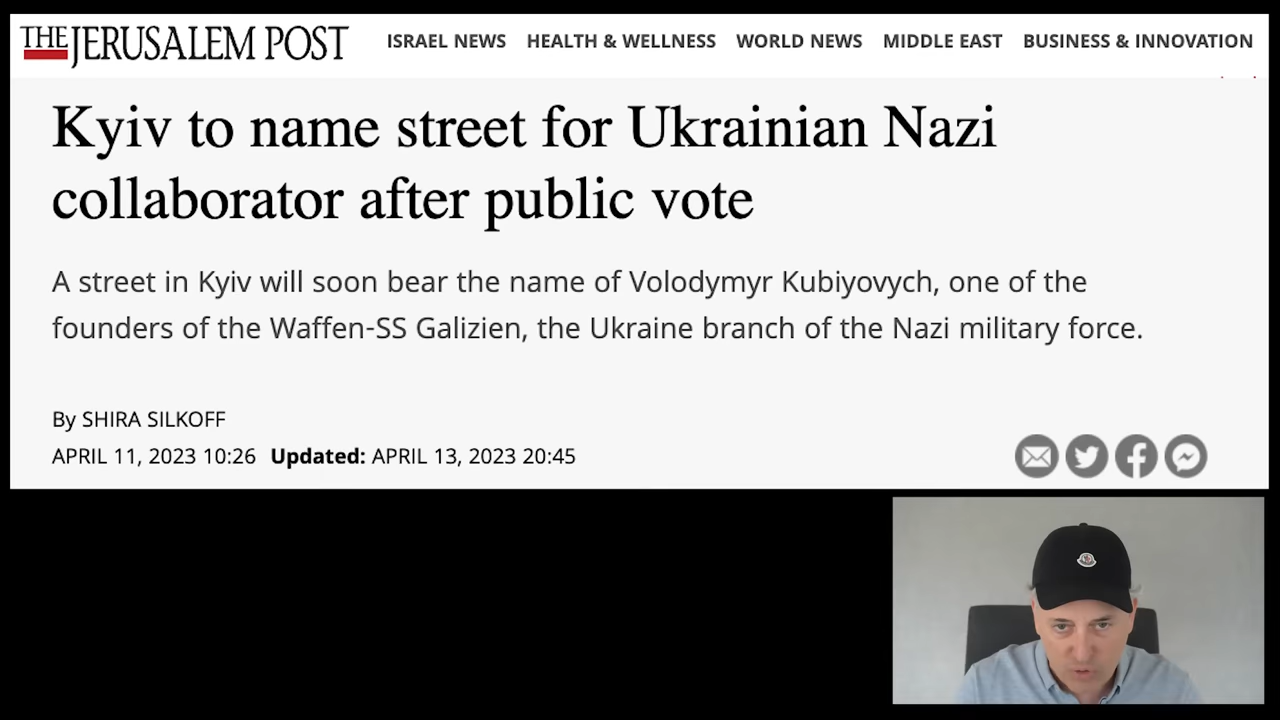 THE JERUSALEM POST ISRAEL NEWS HEALTH & WELLNESS WORLD NEWS MIDDLE EAST BUSINESS & INNOVATION
Kyiv to name street for Ukrainian Nazi
collaborator after public vote
A street in Kyiv will soon bear the name of Volodymyr Kubiyovych, one of the
founders of the Waffen-SS Galizien, the Ukraine branch of the Nazi military force.
By SHIRA SILKOFF
APRIL 11, 2023 10:26 Updated: APRIL 13, 2023 20:45